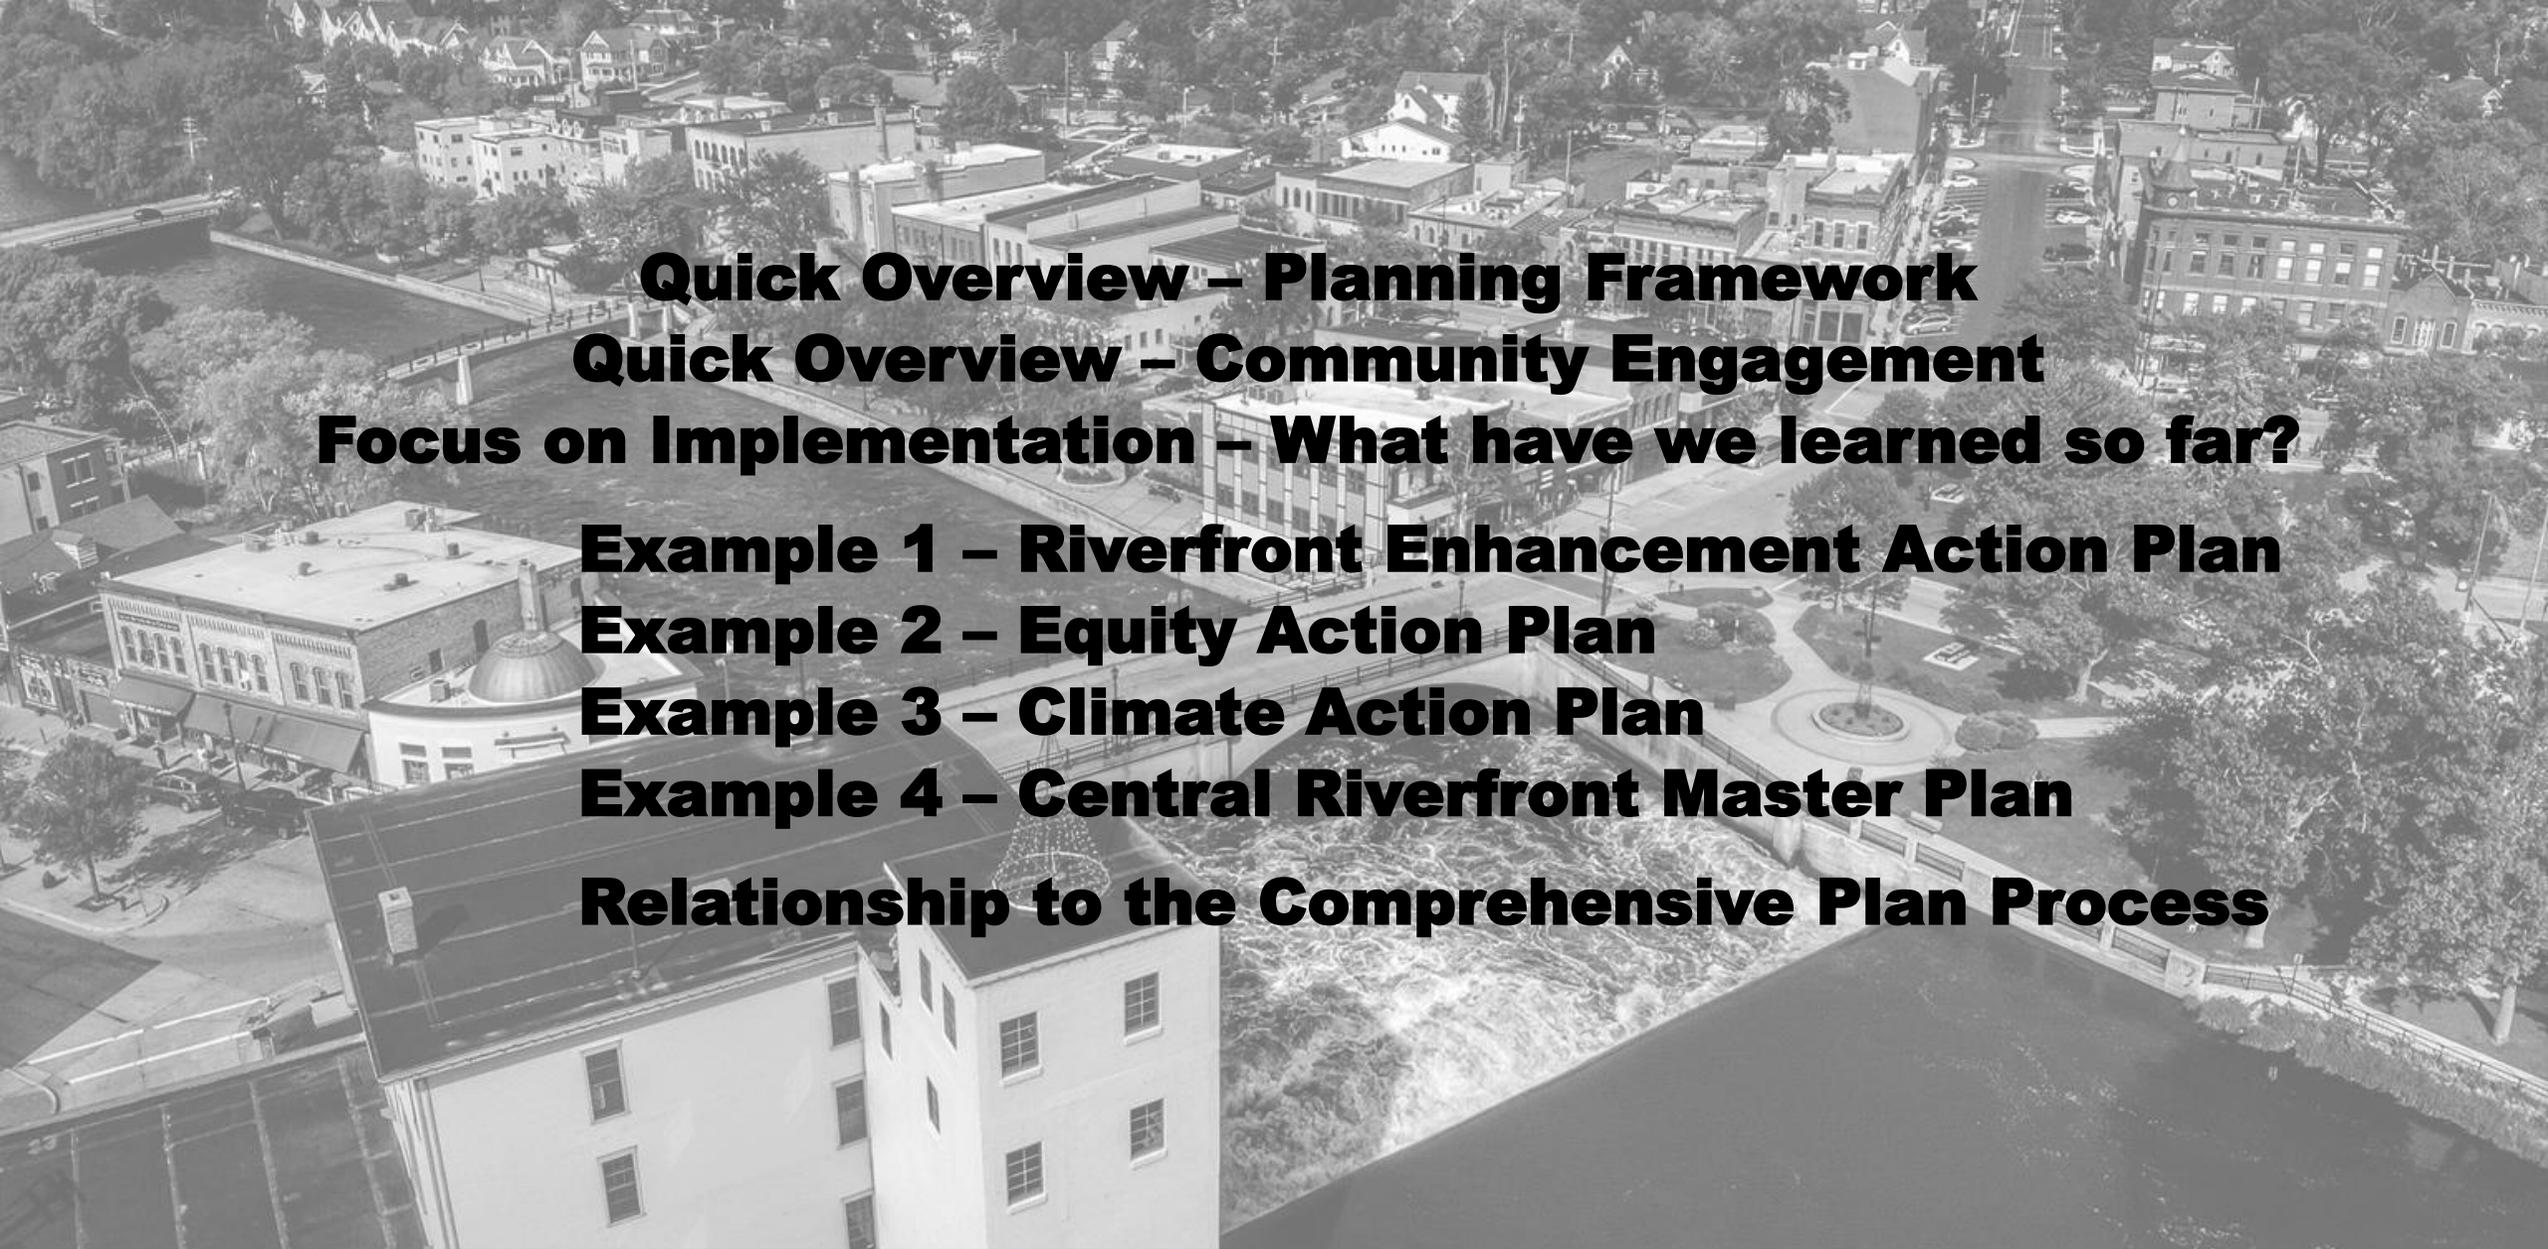 Quick Overview – Planning Framework
Quick Overview – Community Engagement
Focus on Implementation – What have we learned so far?
Example 1 – Riverfront Enhancement Action Plan
Example 2 – Equity Action Plan
Example 3 – Climate Action Plan
Example 4 – Central Riverfront Master Plan
Relationship to the Comprehensive Plan Process